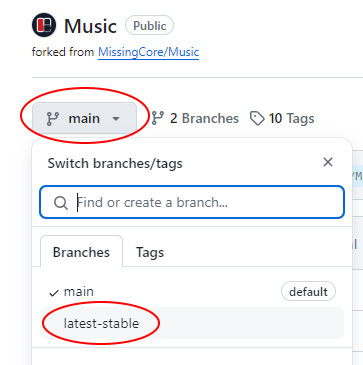 Music Public
forked from MissingCore/Music
main 2 Branches 10 Tags
Switch branches/tags
Find or create a branch...
Branches Tags
main default
latest-stable